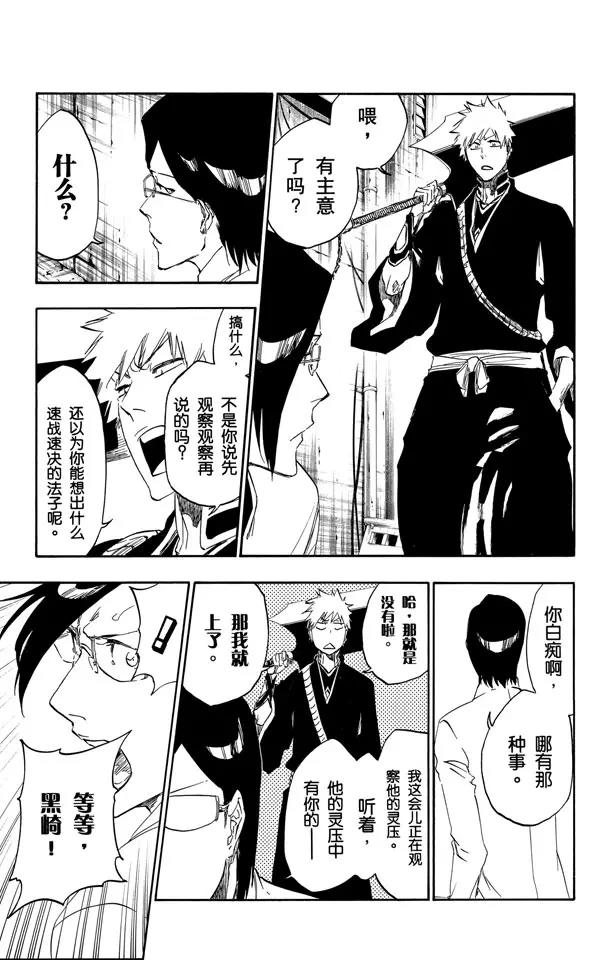 喂，
有主意
了吗？
什么？
搞什么，
不是你说先
观察观察再
说的吗？
还以为你能想出什么
速战速决的法子呢。
你白痴啊，
哪有那
种事。
哈，那就是
没有啦。
那我就
上了。
我这会儿正在观
察他的灵压。
听着，
他的灵压中
有你的——
！
等等，
黑崎！